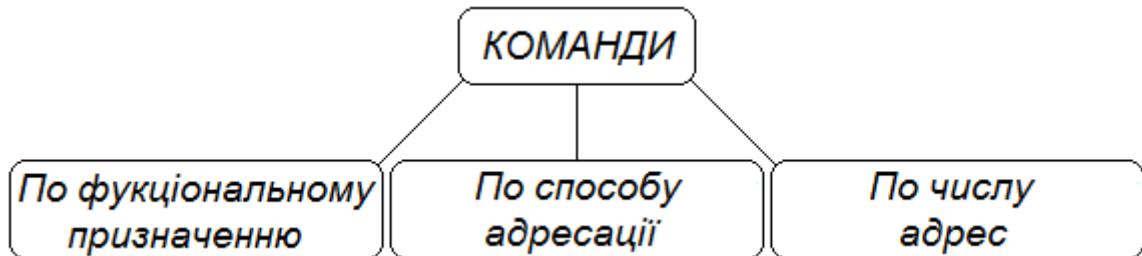 КОМАНДИ
По фукціональному
призначенню
По способу
адресації
По числу
адрес